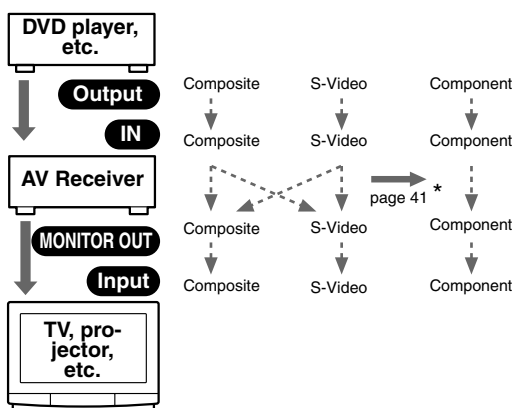 DVD player,
etc.
Output
Composite S-Video Component
IN
Composite S-Video Component
AV Receiver
page 41 *
MONITOR OUT
Composite S-Video Component
Input
Composite S-Video Component
TV, pro-
jector,
etc.